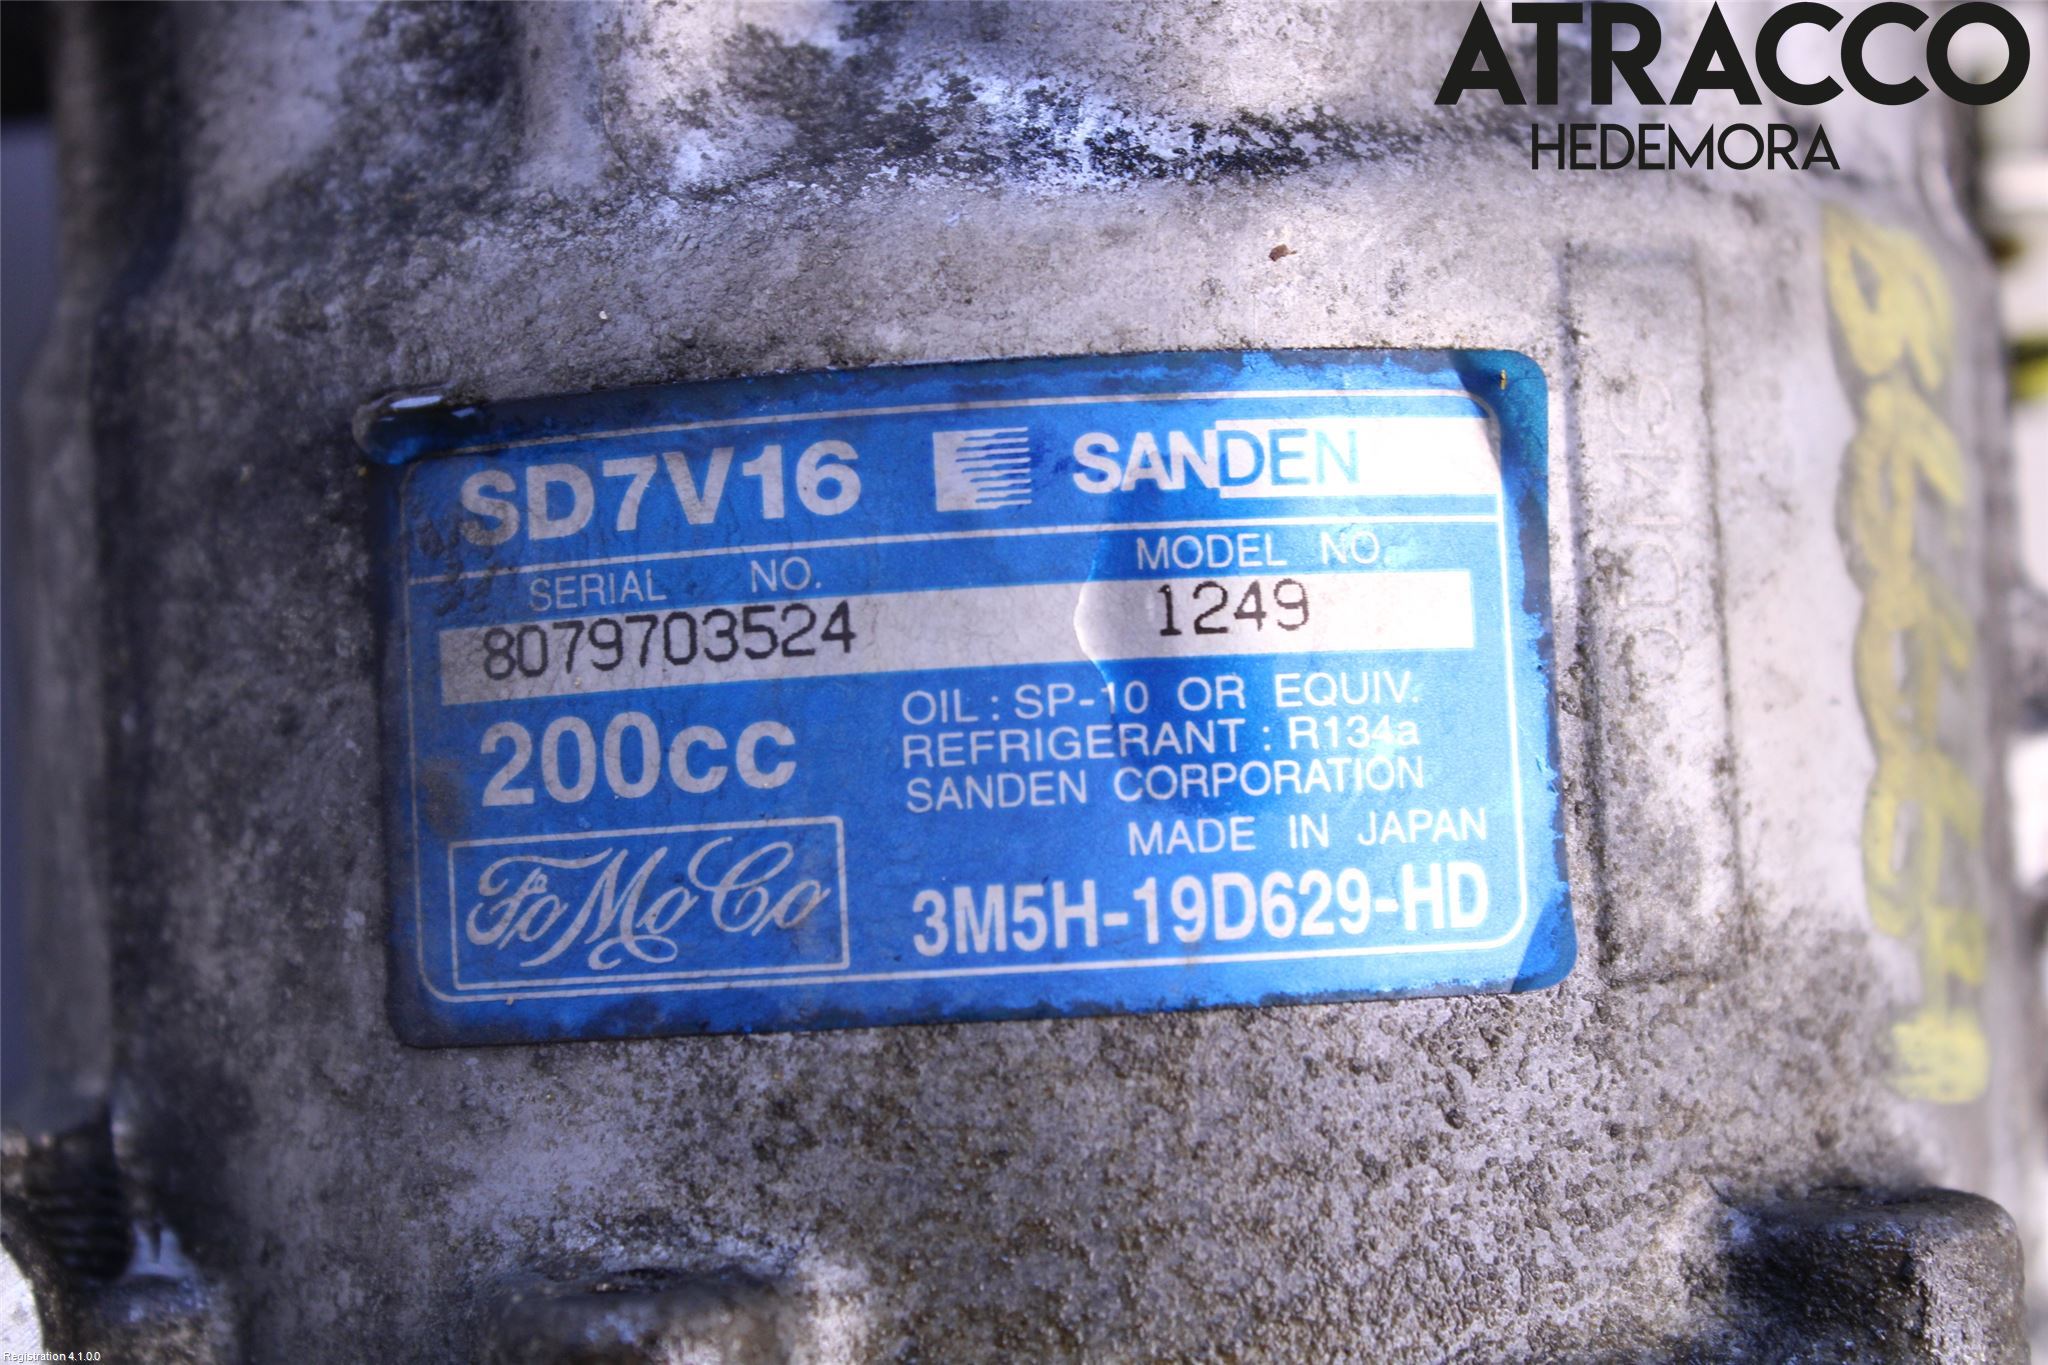 ATRACCO
HEDEMORA
SD7V16 SANDEN
SERIAL NO. MODEL NO.
8079703524 1249
200cc
OIL : SP-10 OR EQUIV.
REFRIGERANT : R134a
SANDEN CORPORATION
MADE IN JAPAN
FoMoCo
3M5H-19D629-HD
Registration 4.1.0.0